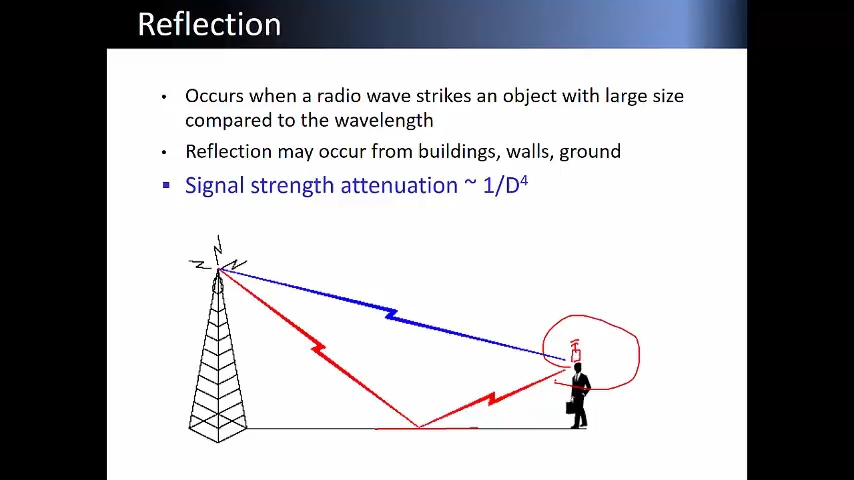 Reflection
• Occurs when a radio wave strikes an object with large size
compared to the wavelength
• Reflection may occur from buildings, walls, ground
▪ Signal strength attenuation ~ 1/D⁴